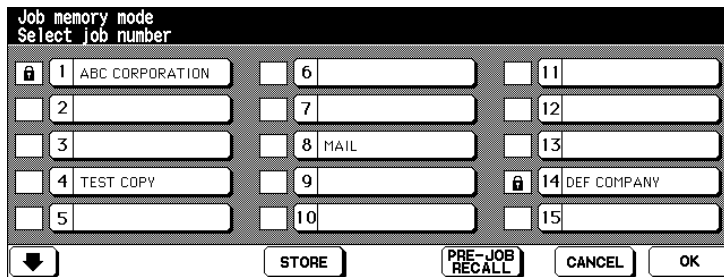 Job memory mode
Select job number
1 ABC CORPORATION
2
3
4 TEST COPY
5
6
7
8 MAIL
9
10
11
12
13
14 DEF COMPANY
15
STORE
PRE-JOB
RECALL
CANCEL
OK